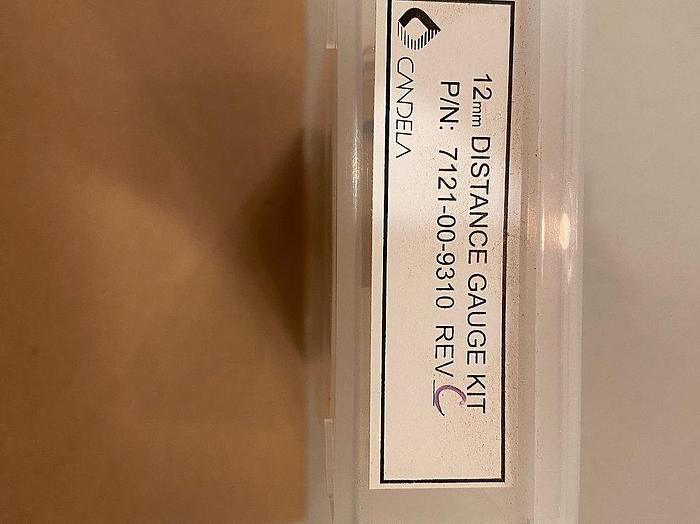 CANDELA
12mm DISTANCE GAUGE KIT
P/N: 7121-00-9310 REV. C